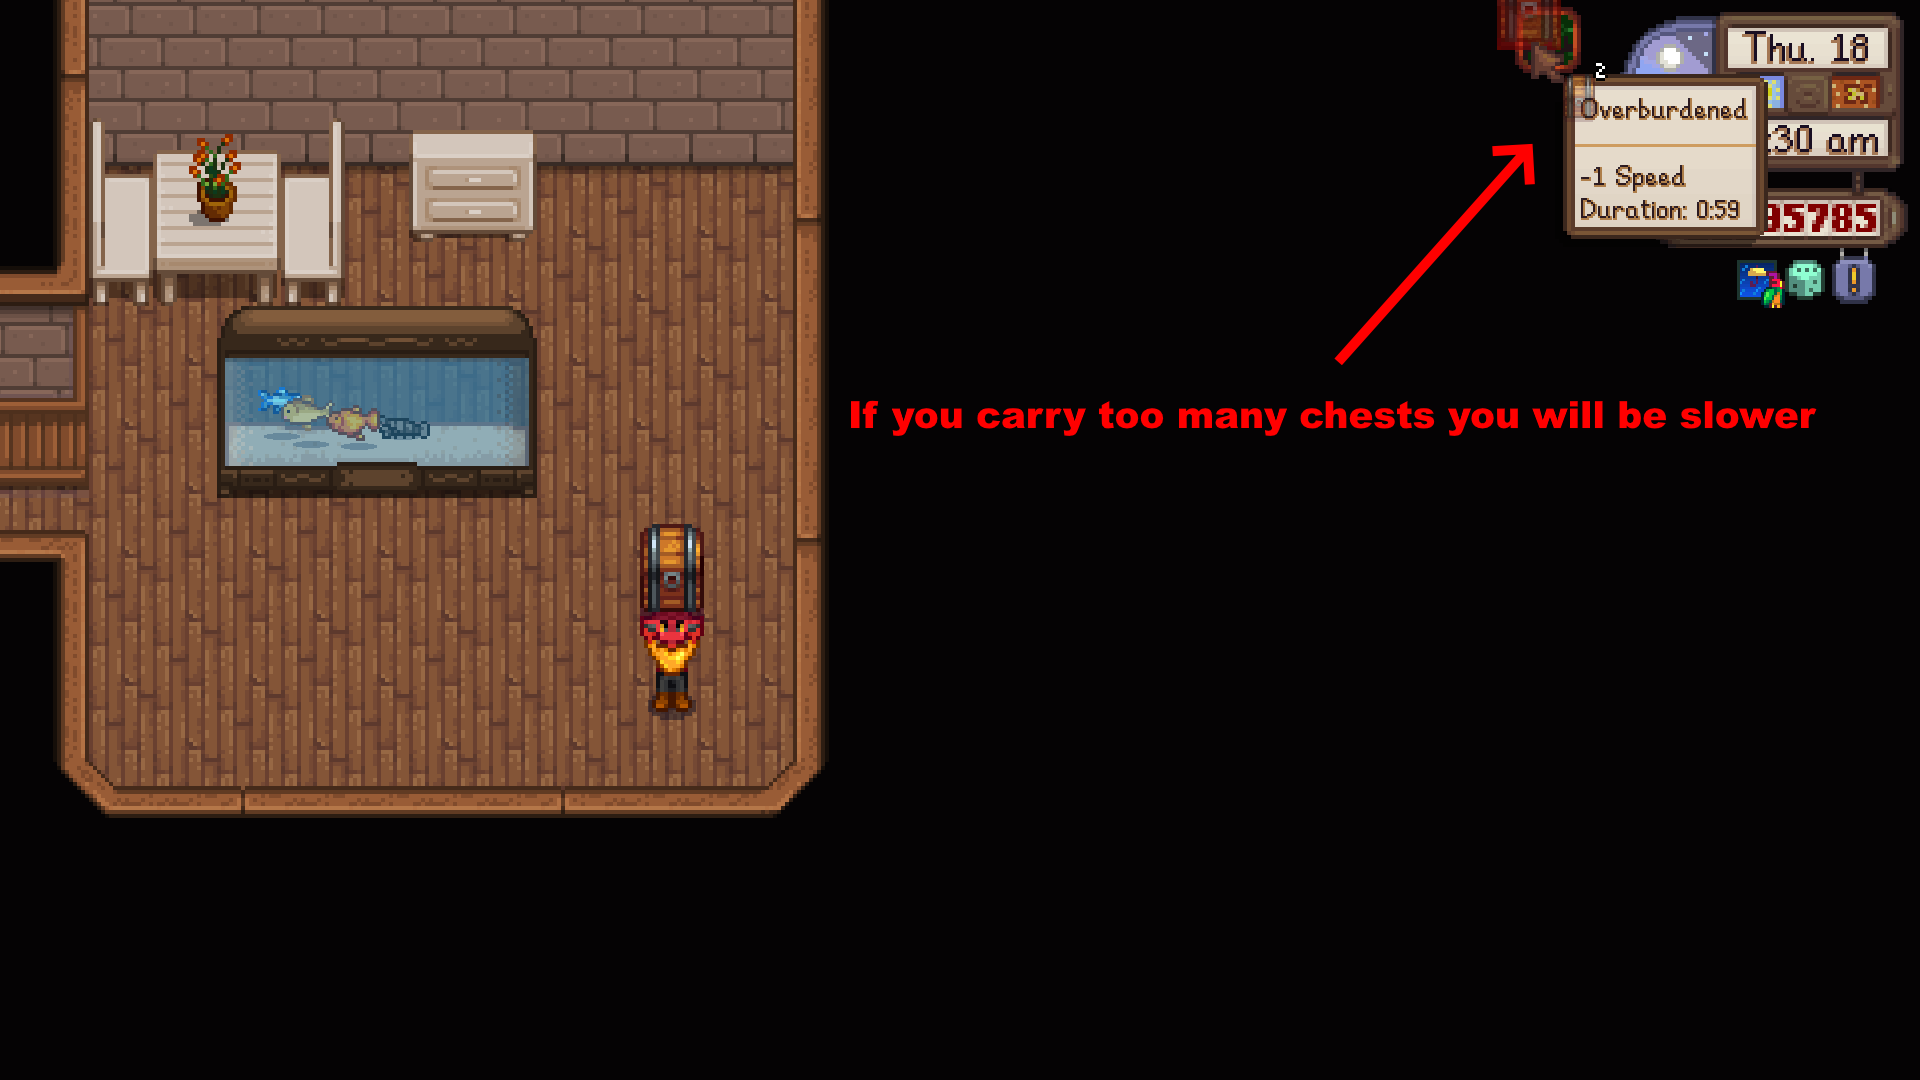 Thu. 18
2
Overburdened
:30 am
-1 Speed
Duration: 0:59
95785
If you carry too many chests you will be slower